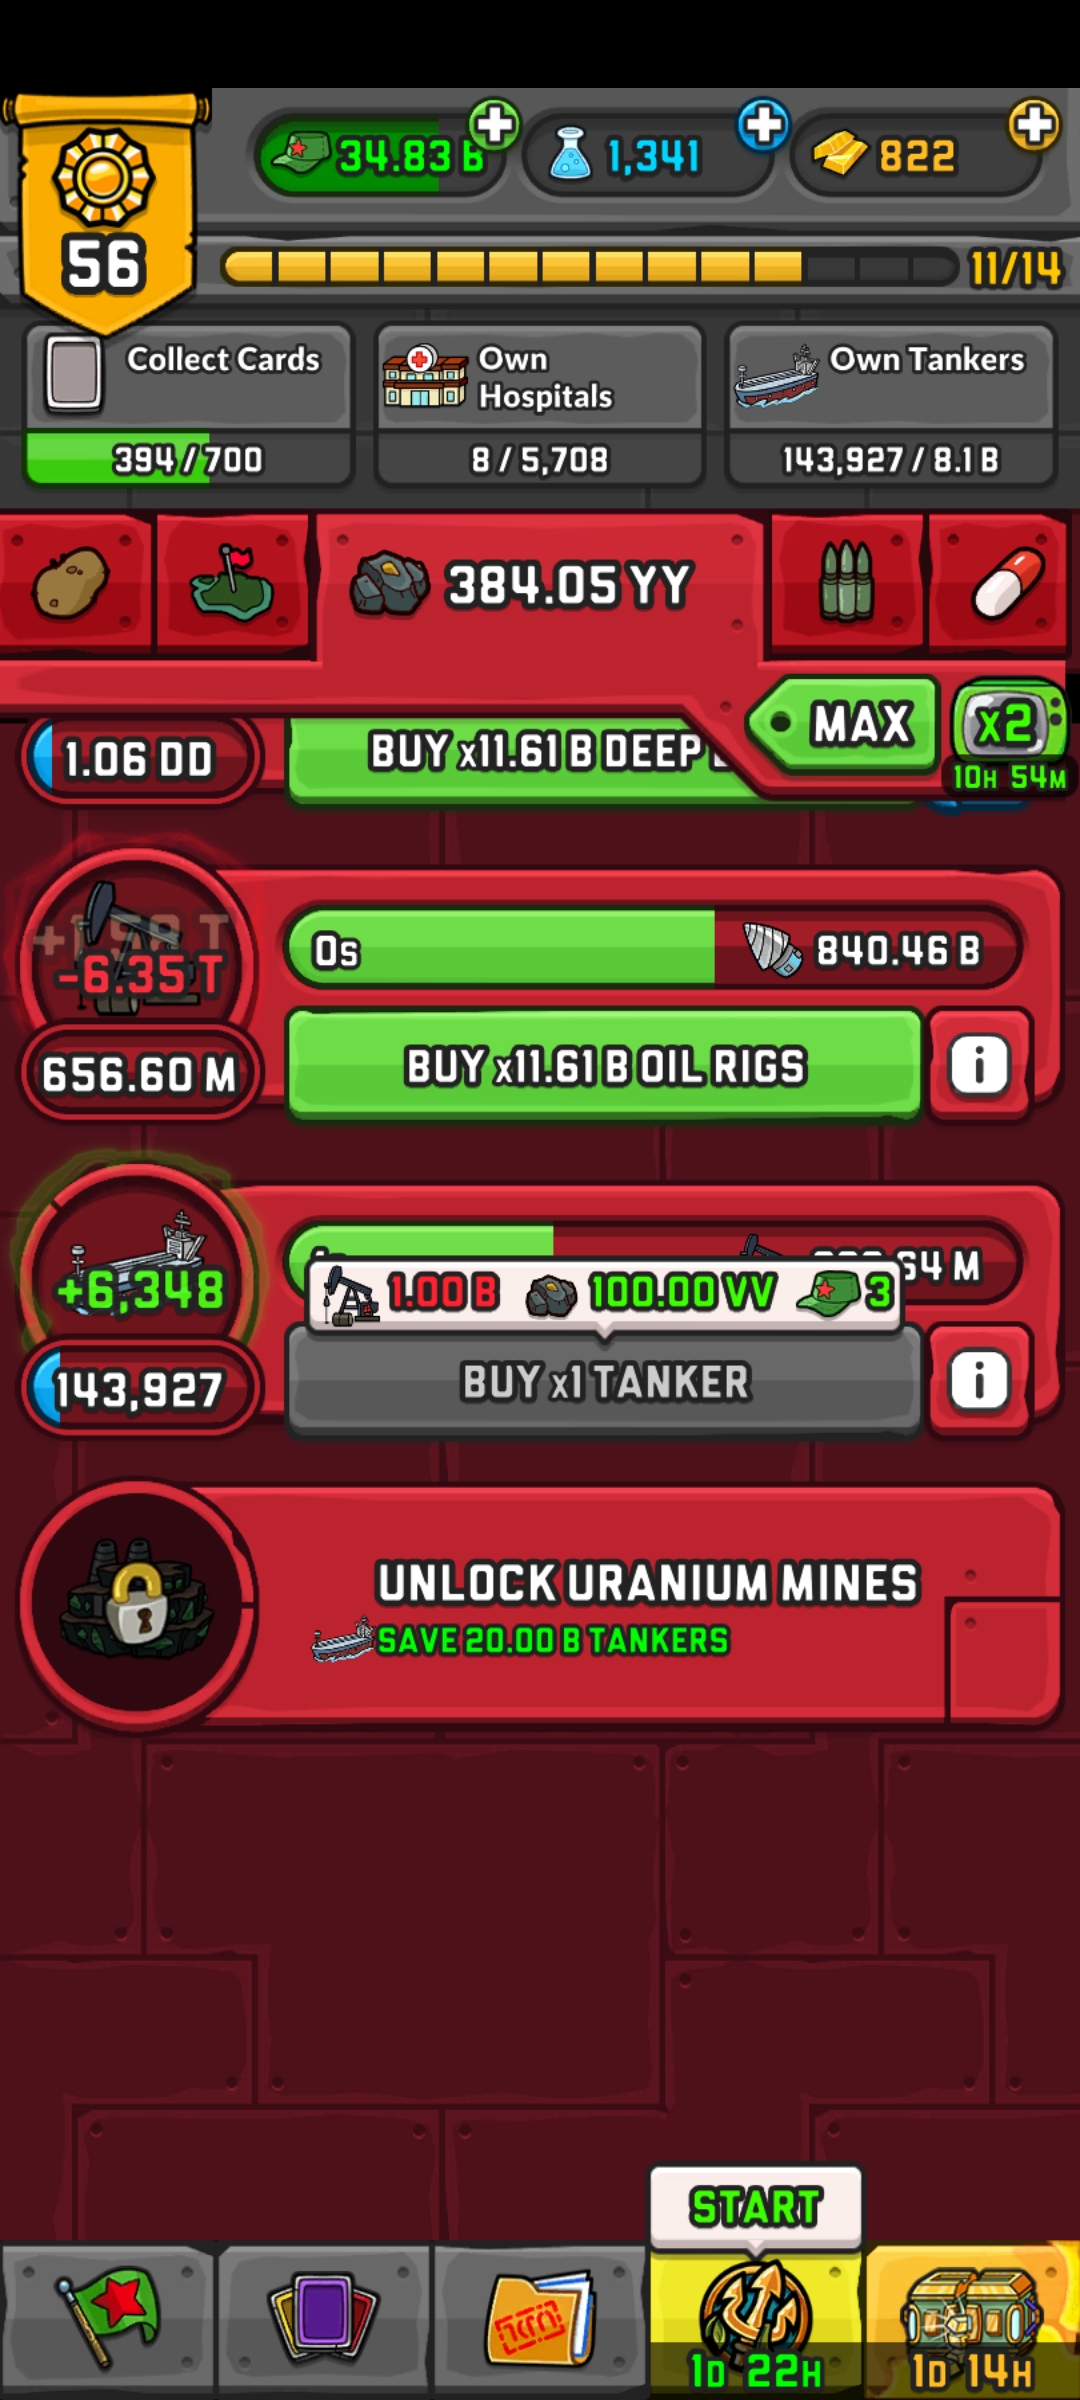 34.83 B
1,341
822
56
11/14
Collect Cards
394 / 700
Own
Hospitals
8 / 5,708
Own Tankers
143,927 / 8.1 B
384.05 YY
MAX
x2
10H 54M
1.06 DD
BUY x11.61 B DEEP
+1.58 T
-6.35 T
0s
840.46 B
656.60 M
BUY x11.61 B OIL RIGS
+6,348
64 M
1.00 B
100.00 VV
3
143,927
BUY x1 TANKER
UNLOCK URANIUM MINES
SAVE 20.00 B TANKERS
START
1D 22H
1D 14H